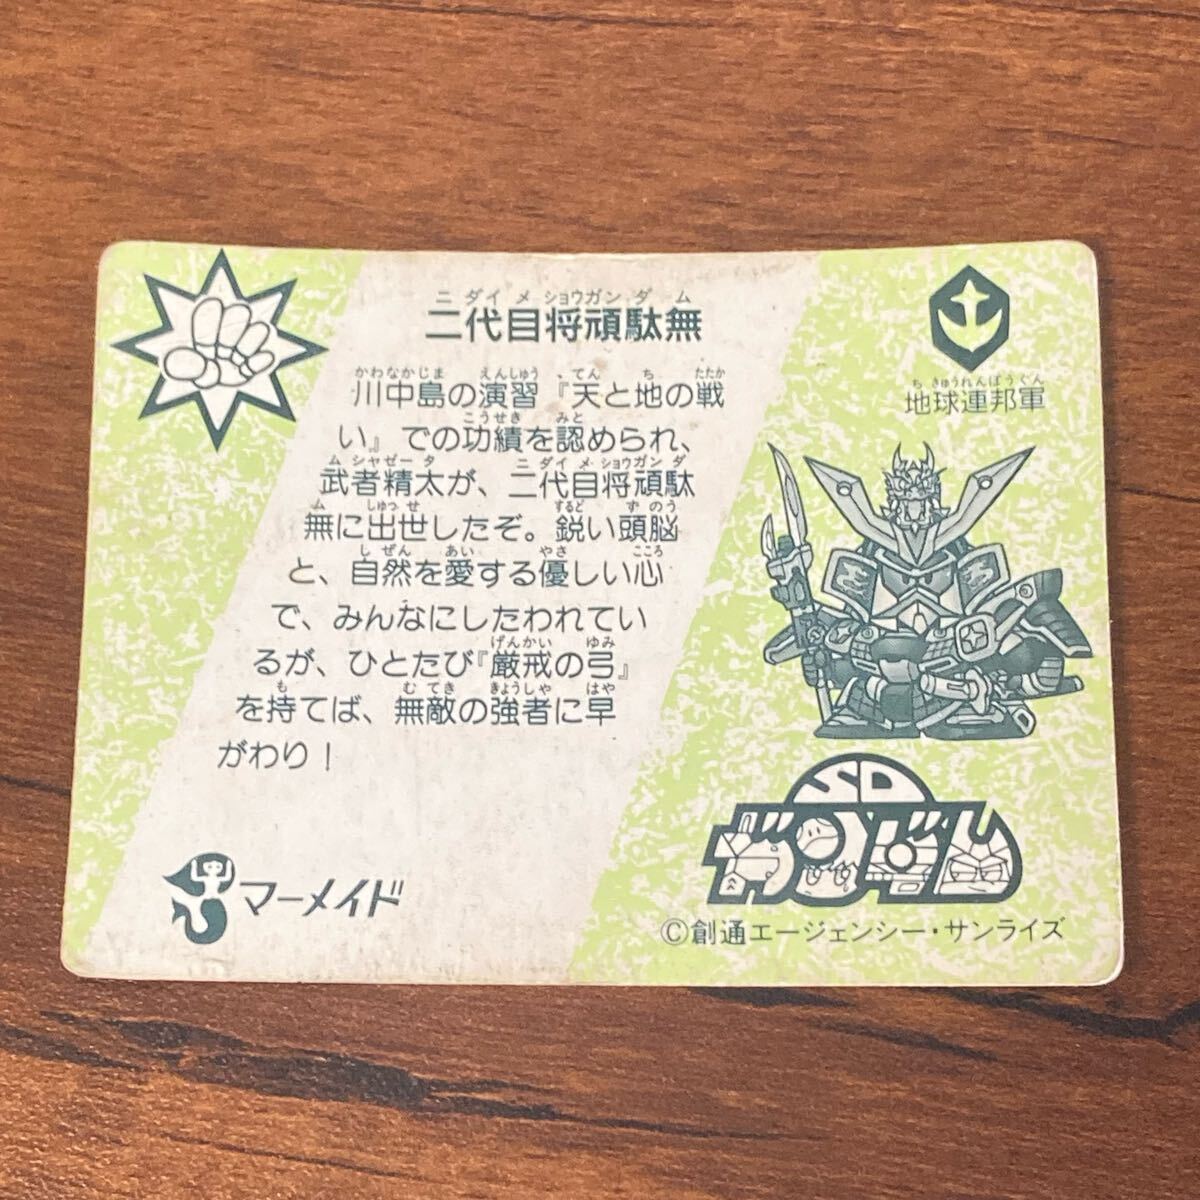 ニ ダイ メ ショウガン ダ ム
二代目将頑駄無
かわなかじま えんしゅう てん ち たたか
川中島の演習『天と地の戦
こうせき みと
い』での功績を認められ、
ム シャゼータ ニ ダイ メ ショウガン ダ
武者精太が、二代目将頑駄
ム しゅっ せ するど ず のう
無に出世したぞ。鋭い頭脳
し ぜん あい やさ こころ
と、自然を愛する優しい心
で、みんなにしたわれてい
げんかい ゆみ
るが、ひとたび『厳戒の弓』
も む てき きょうしゃ はや
を持てば、無敵の強者に早
がわり!
マーメイド
ち きゅうれんぽうぐん
地球連邦軍
SD
ガンダム
©創通エージェンシー・サンライズ